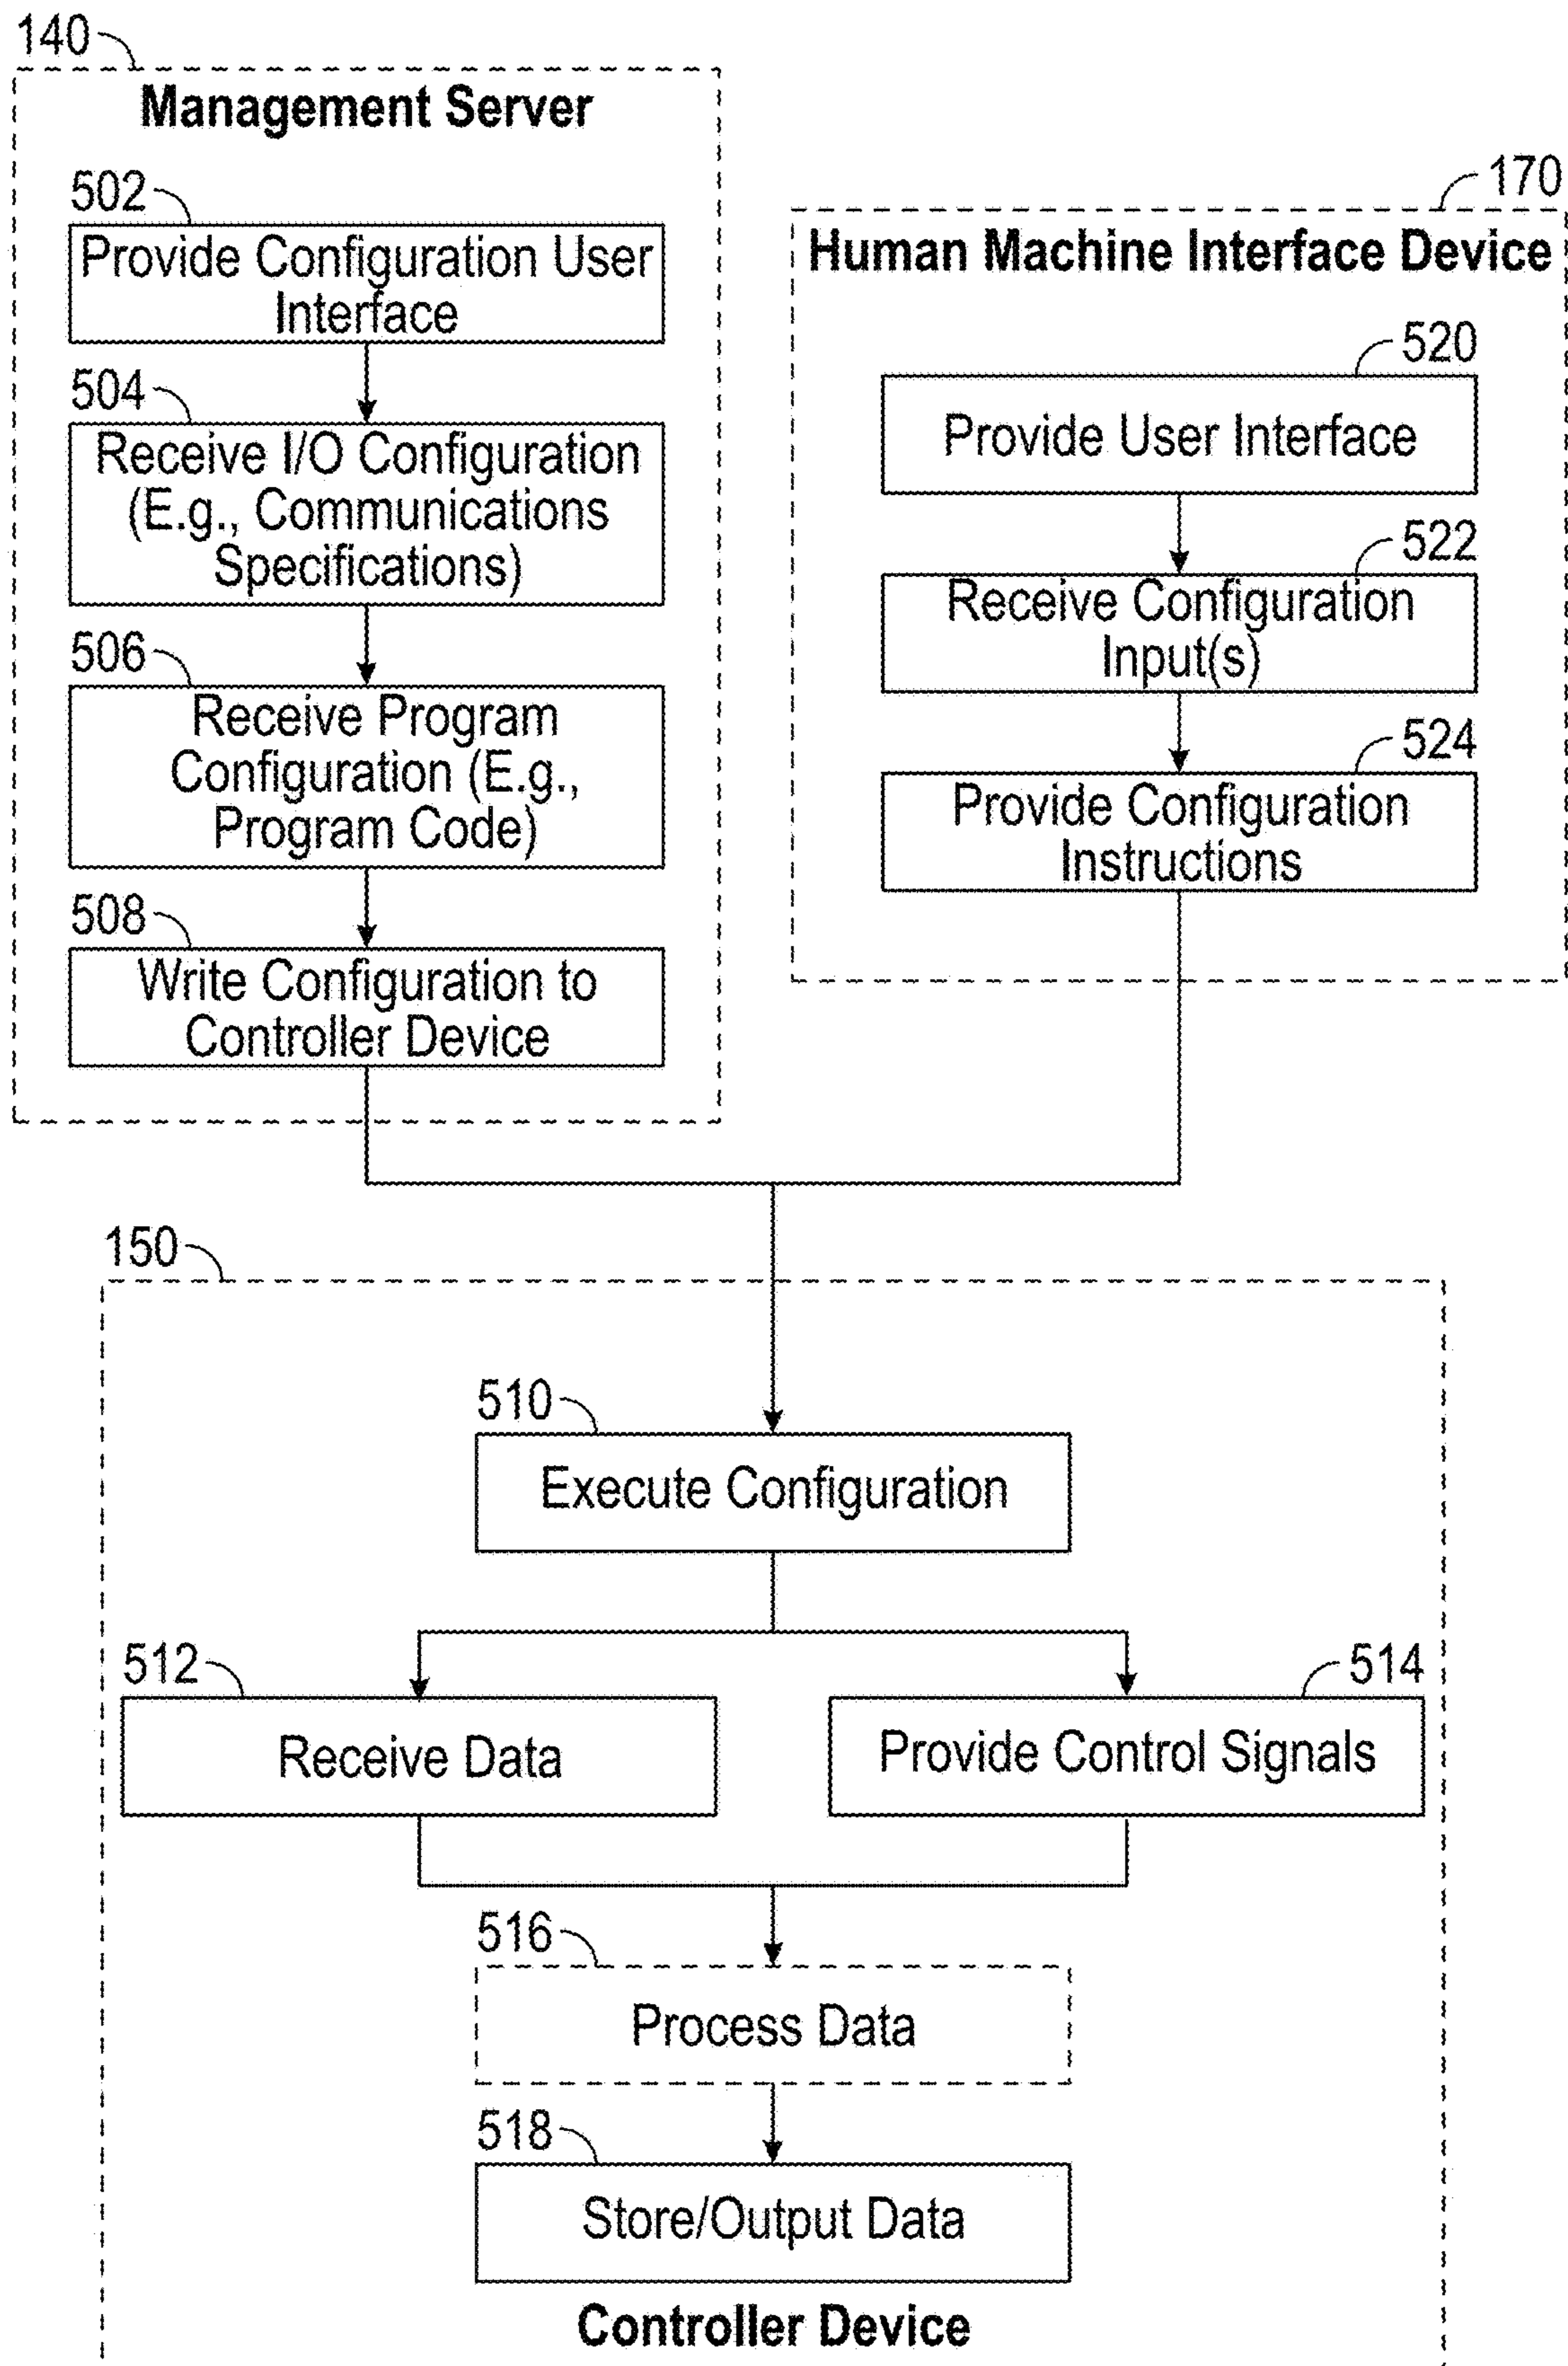 140
Management Server
502
Provide Configuration User
Interface
504
Receive I/O Configuration
(E.g., Communications
Specifications)
506
Receive Program
Configuration (E.g.,
Program Code)
508
Write Configuration to
Controller Device
170
Human Machine Interface Device
520
Provide User Interface
522
Receive Configuration
Input(s)
524
Provide Configuration
Instructions
150
510
Execute Configuration
512
Receive Data
514
Provide Control Signals
516
Process Data
518
Store/Output Data
Controller Device